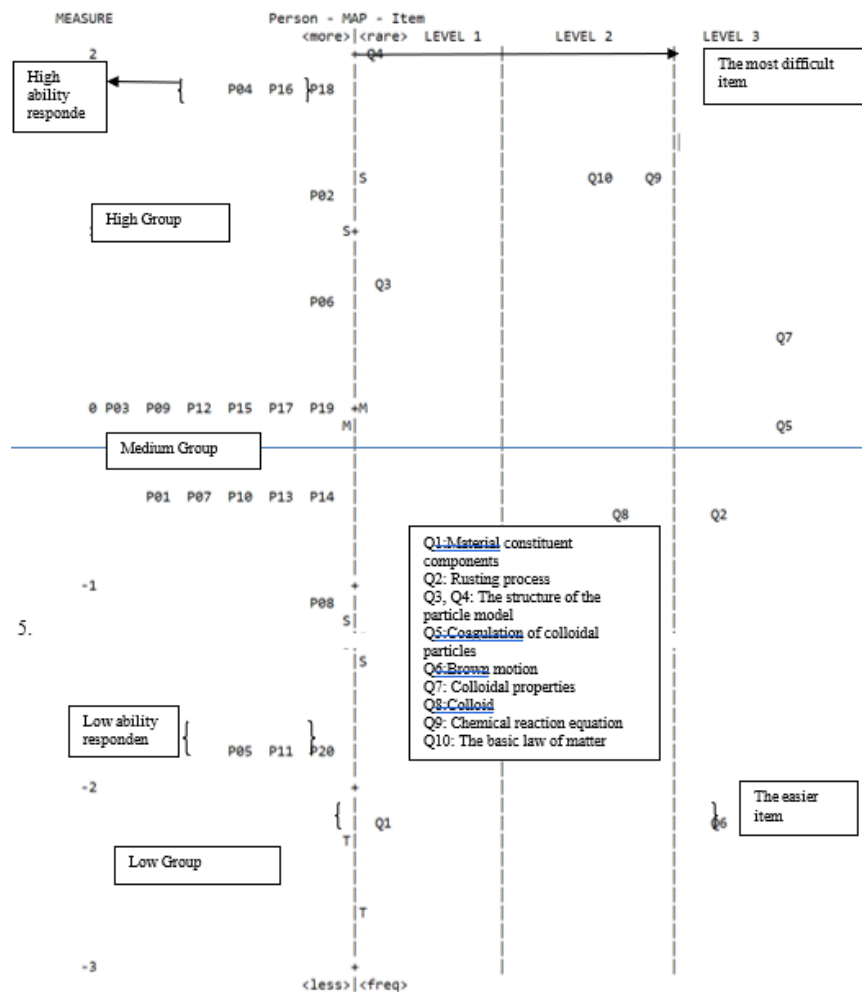 MEASURE Person - MAP - Item
<more>|<rare> LEVEL 1 LEVEL 2 LEVEL 3
2 + Q4
The most difficult
item
High
ability
responde
{ P04 P16 }P18
S Q10 Q9
P02
High Group
S+
Q3
P06
Q7
0 P03 P09 P12 P15 P17 P19 +M
M Q5
Medium Group
P01 P07 P10 P13 P14
Q8 Q2
Q1:Material constituent
components
Q2: Rusting process
Q3, Q4: The structure of the
particle model
Q5:Coagulation of colloidal
particles
Q6:Brown motion
Q7: Colloidal properties
Q8:Colloid
Q9: Chemical reaction equation
Q10: The basic law of matter
-1 +
P08
S
5.
S
Low ability
responden
{ P05 P11 }P20
-2 +
The easier
item
{ Q1 } Q6
T
Low Group
T
-3 +
<less>|<freq>